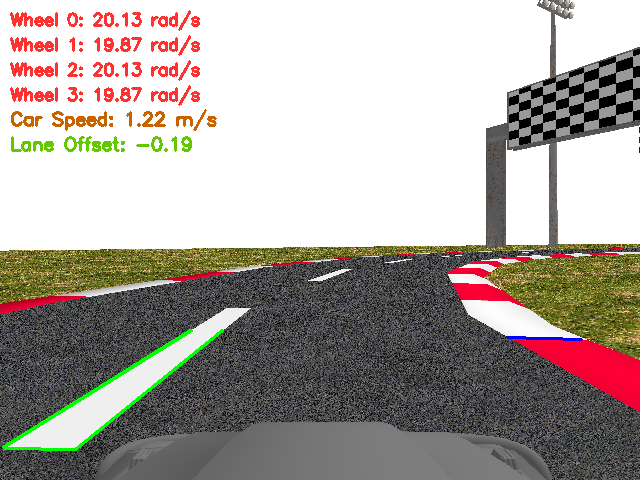 Wheel 0: 20.13 rad/s
Wheel 1: 19.87 rad/s
Wheel 2: 20.13 rad/s
Wheel 3: 19.87 rad/s
Car Speed: 1.22 m/s
Lane Offset: -0.19